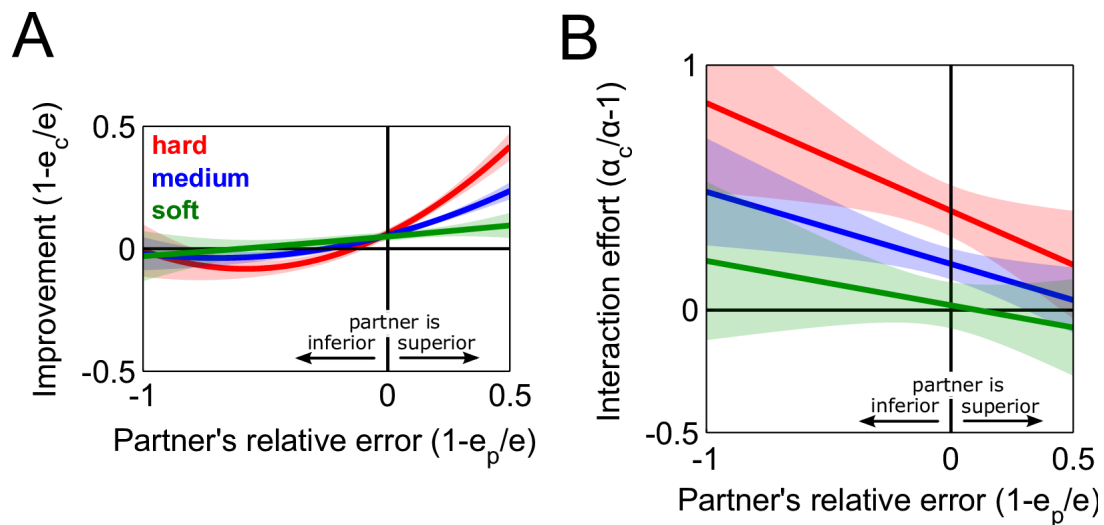 A
Improvement (1-e_c/e)
0.5
hard
medium
soft
0
partner is
inferior superior
-0.5
-1 0 0.5
Partner's relative error (1-e_p/e)
B
Interaction effort (α_c/α-1)
1
0
partner is
inferior superior
-0.5
-1 0 0.5
Partner's relative error (1-e_p/e)